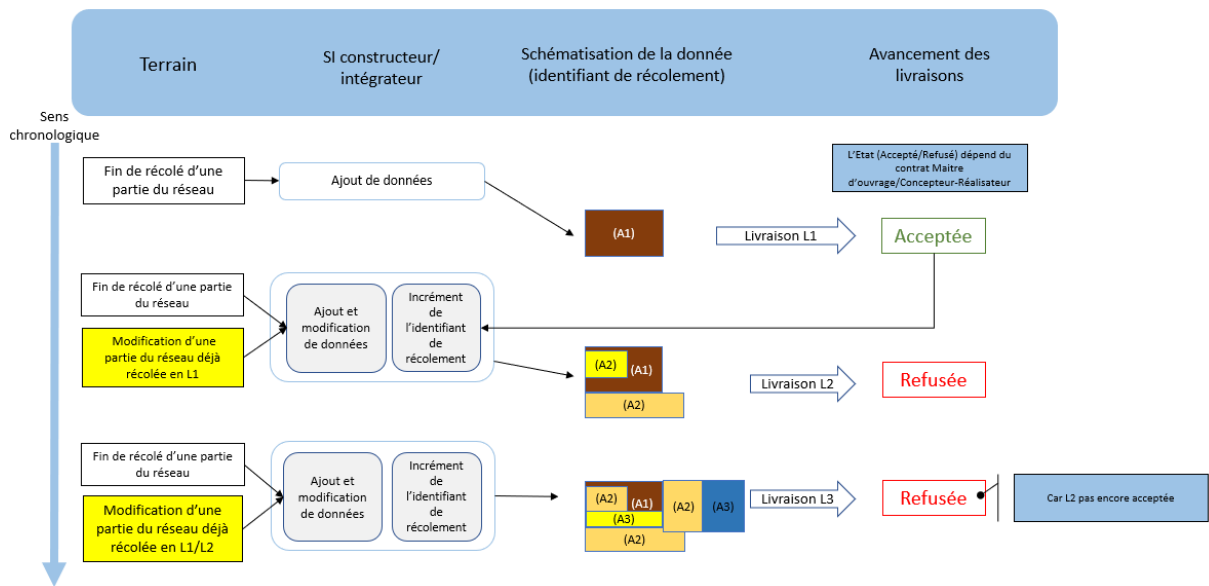 Terrain
SI constructeur/
intégrateur
Schématisation de la donnée
(identifiant de récolement)
Avancement des
livraisons
Sens
chronologique
Fin de récolé d'une
partie du réseau
Ajout de données
(A1)
Livraison L1
L'Etat (Accepté/Refusé) dépend du
contrat Maitre
d'ouvrage/Concepteur-Réalisateur
Acceptée
Fin de récolé d'une partie
du réseau
Modification d'une
partie du réseau déjà
récolée en L1
Ajout et
modification
de données
Incrément
de
l'identifiant
de
récolement
(A2)
(A1)
(A2)
Livraison L2
Refusée
Fin de récolé d'une partie
du réseau
Modification d'une
partie du réseau déjà
récolée en L1/L2
Ajout et
modification
de données
Incrément
de
l'identifiant
de
récolement
(A2)
(A1)
(A3)
(A2)
(A2)
(A3)
Livraison L3
Refusée
Car L2 pas encore acceptée